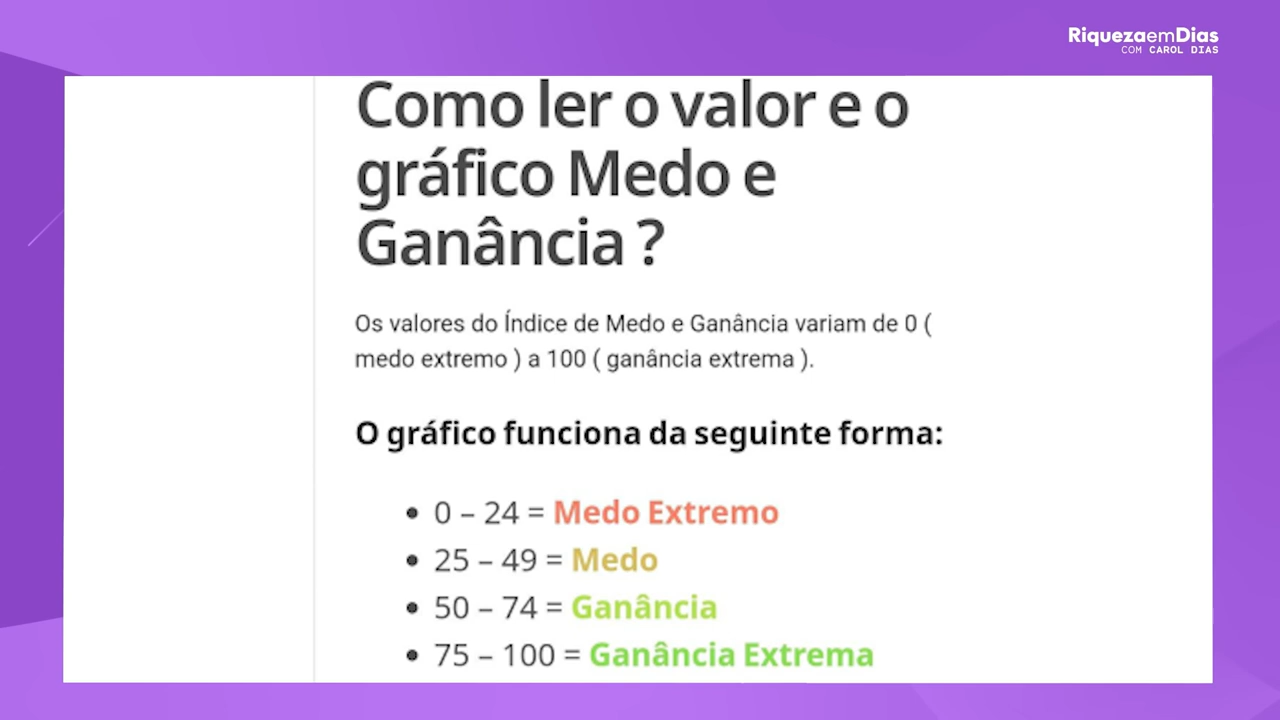 RiquezaemDias
COM CAROL DIAS
Como ler o valor e o
gráfico Medo e
Ganância ?
Os valores do Índice de Medo e Ganância variam de 0 (
medo extremo ) a 100 ( ganância extrema ).
O gráfico funciona da seguinte forma:
• 0 – 24 = Medo Extremo
• 25 – 49 = Medo
• 50 – 74 = Ganância
• 75 – 100 = Ganância Extrema